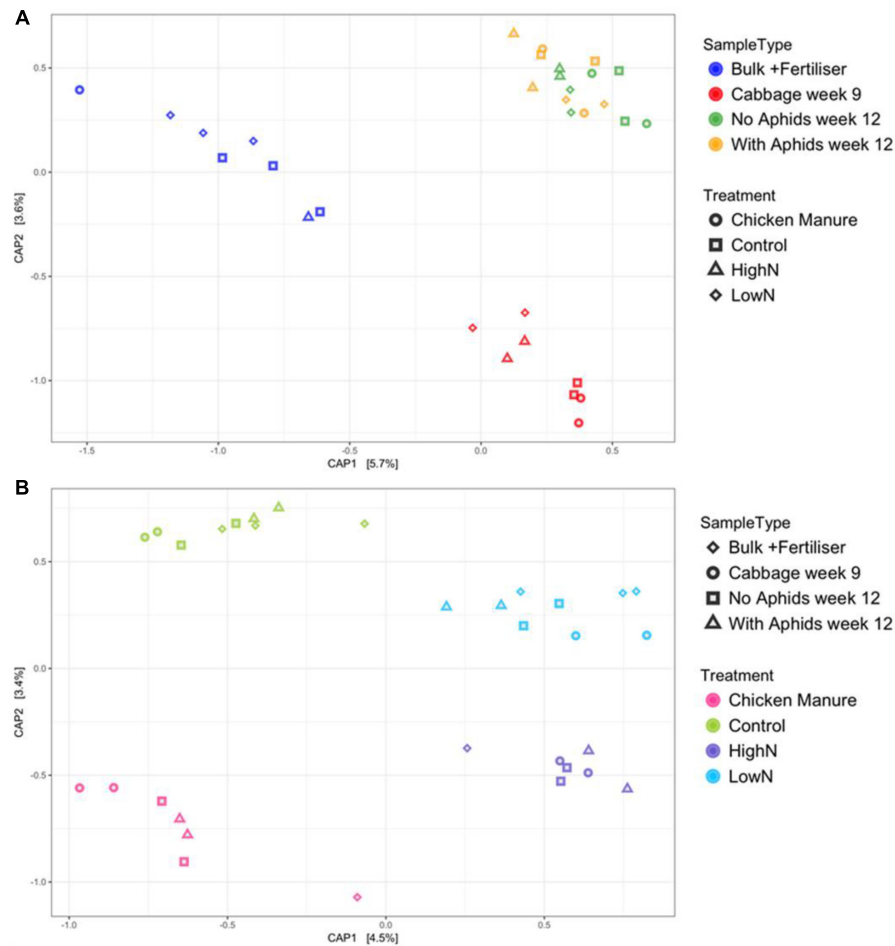 A
0.5
0.0
-0.5
-1.0
CAP2 [3.6%]
-1.5
-1.0
-0.5
0.0
0.5
CAP1 [5.7%]
SampleType
Bulk +Fertiliser
Cabbage week 9
No Aphids week 12
With Aphids week 12
Treatment
Chicken Manure
Control
HighN
LowN
B
0.5
0.0
-0.5
-1.0
CAP2 [3.4%]
-1.0
-0.5
0.0
0.5
CAP1 [4.5%]
SampleType
Bulk +Fertiliser
Cabbage week 9
No Aphids week 12
With Aphids week 12
Treatment
Chicken Manure
Control
HighN
LowN